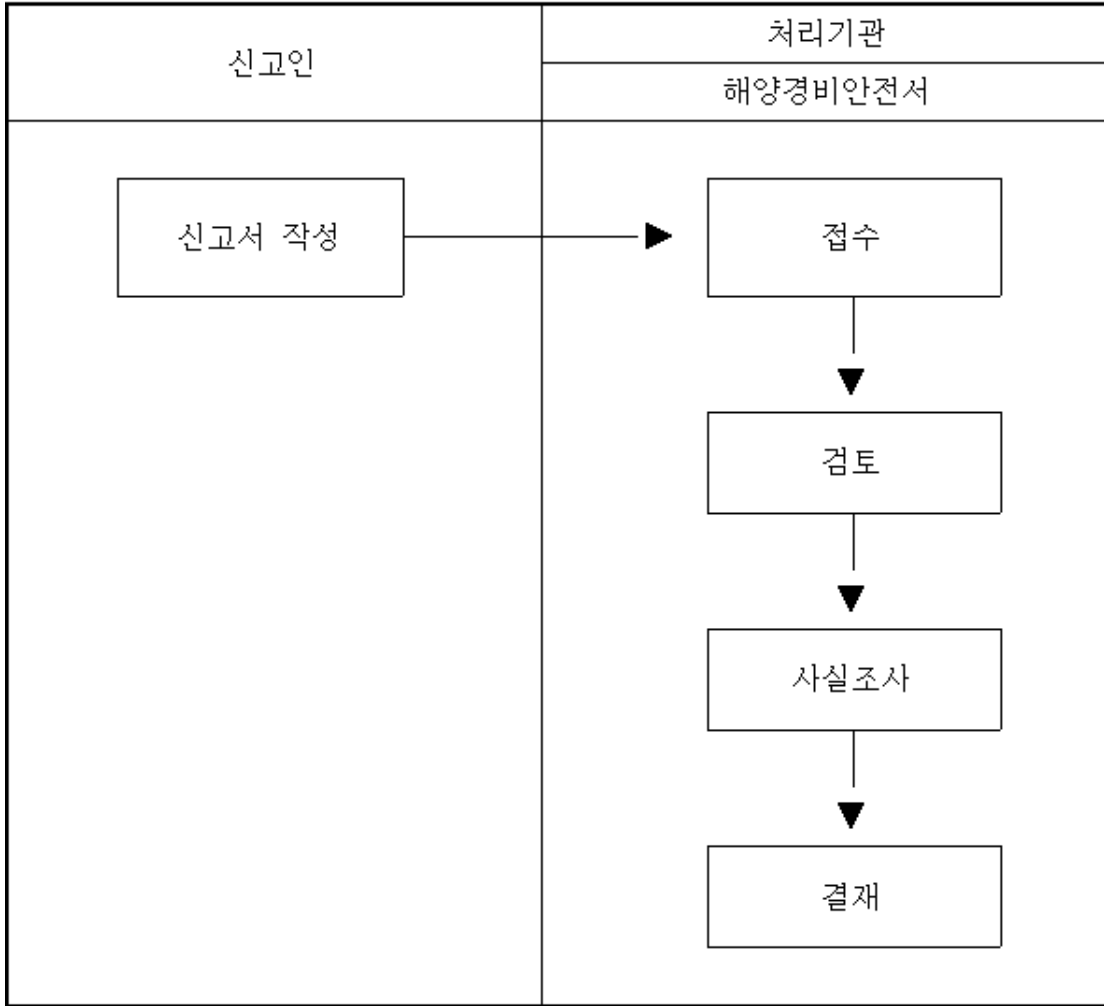 신고인
처리기관
해양경비안전서
신고서 작성
접수
검토
사실조사
결재